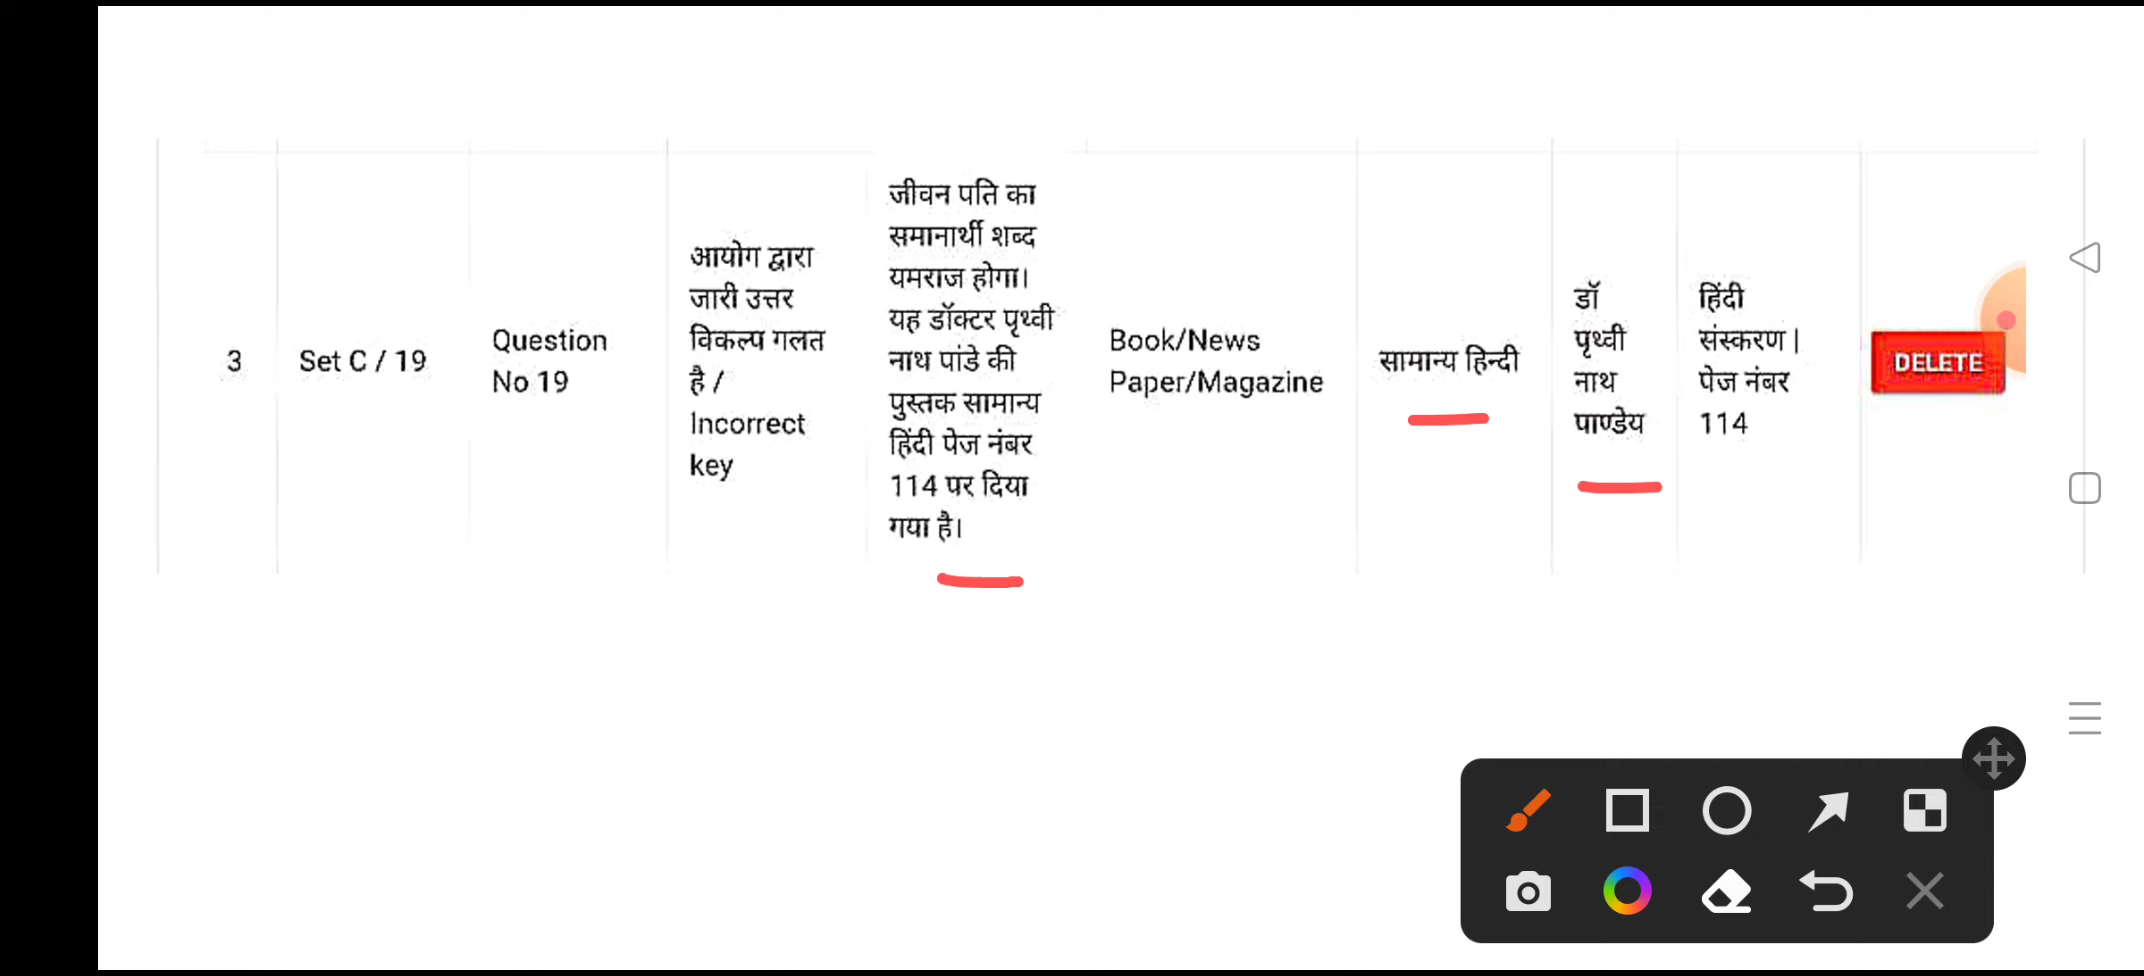 3
Set C / 19
Question
No 19
आयोग द्वारा
जारी उत्तर
विकल्प गलत
है /
Incorrect
key
जीवन पति का
समानार्थी शब्द
यमराज होगा।
यह डॉक्टर पृथ्वी
नाथ पांडे की
पुस्तक सामान्य
हिंदी पेज नंबर
114 पर दिया
गया है।
Book/News
Paper/Magazine
सामान्य हिन्दी
डॉ
पृथ्वी
नाथ
पाण्डेय
हिंदी
संस्करण |
पेज नंबर
114
DELETE